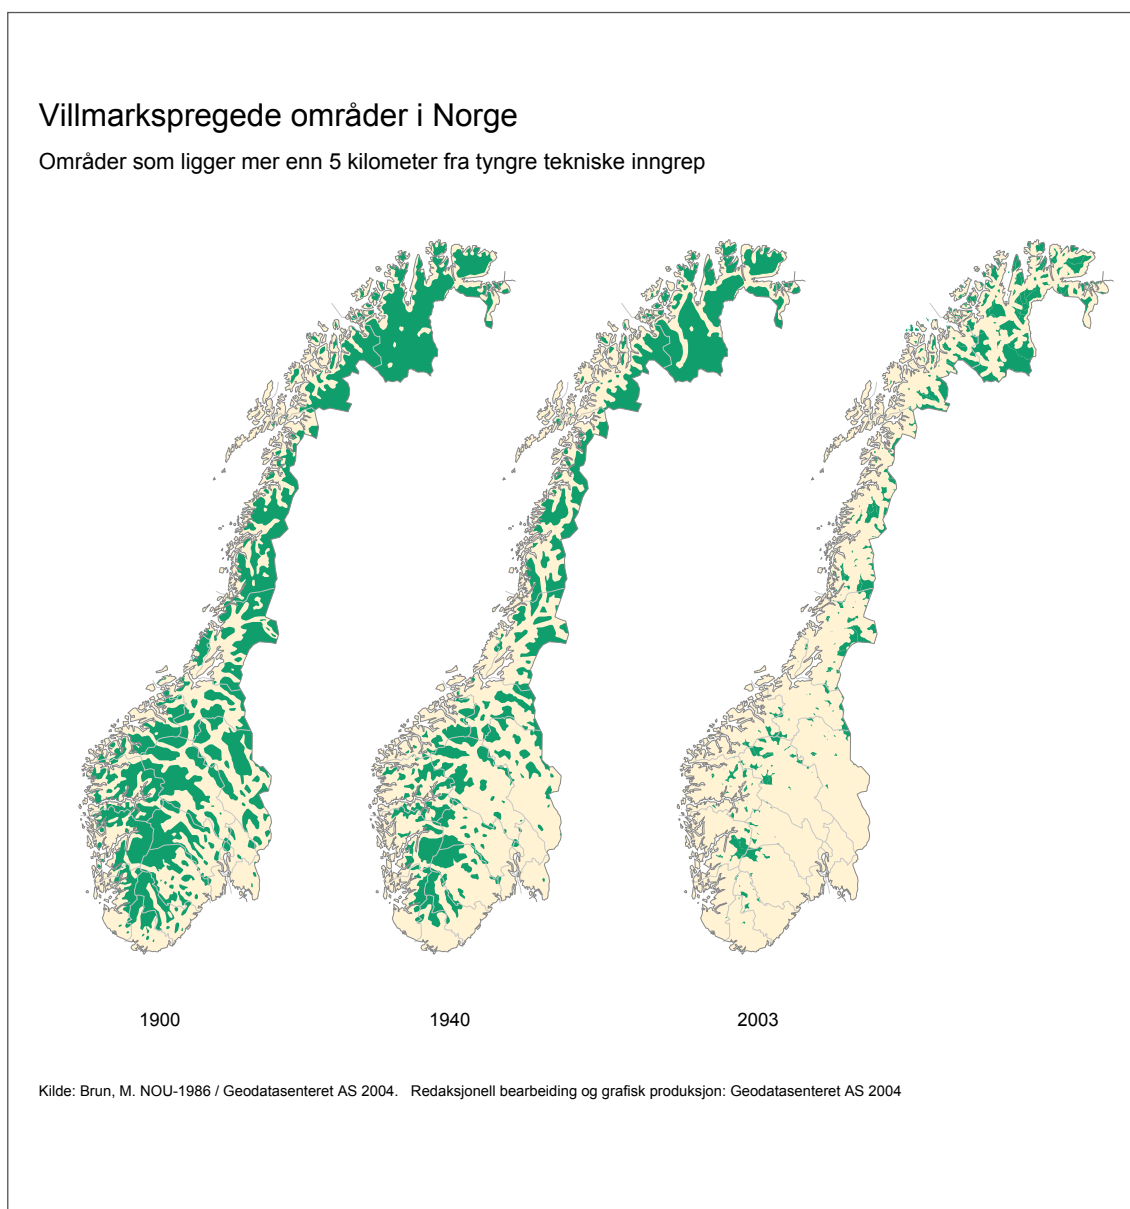 Villmarkspregede områder i Norge
Områder som ligger mer enn 5 kilometer fra tyngre tekniske inngrep
1900 1940 2003
Kilde: Brun, M. NOU-1986 / Geodatasenteret AS 2004. Redaksjonell bearbeiding og grafisk produksjon: Geodatasenteret AS 2004